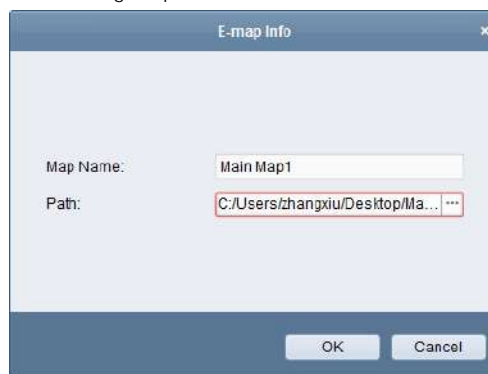 E-map Info ×
Map Name: Main Map1
Path: C:/Users/zhangxiu/Desktop/Ma... ...
OK Cancel